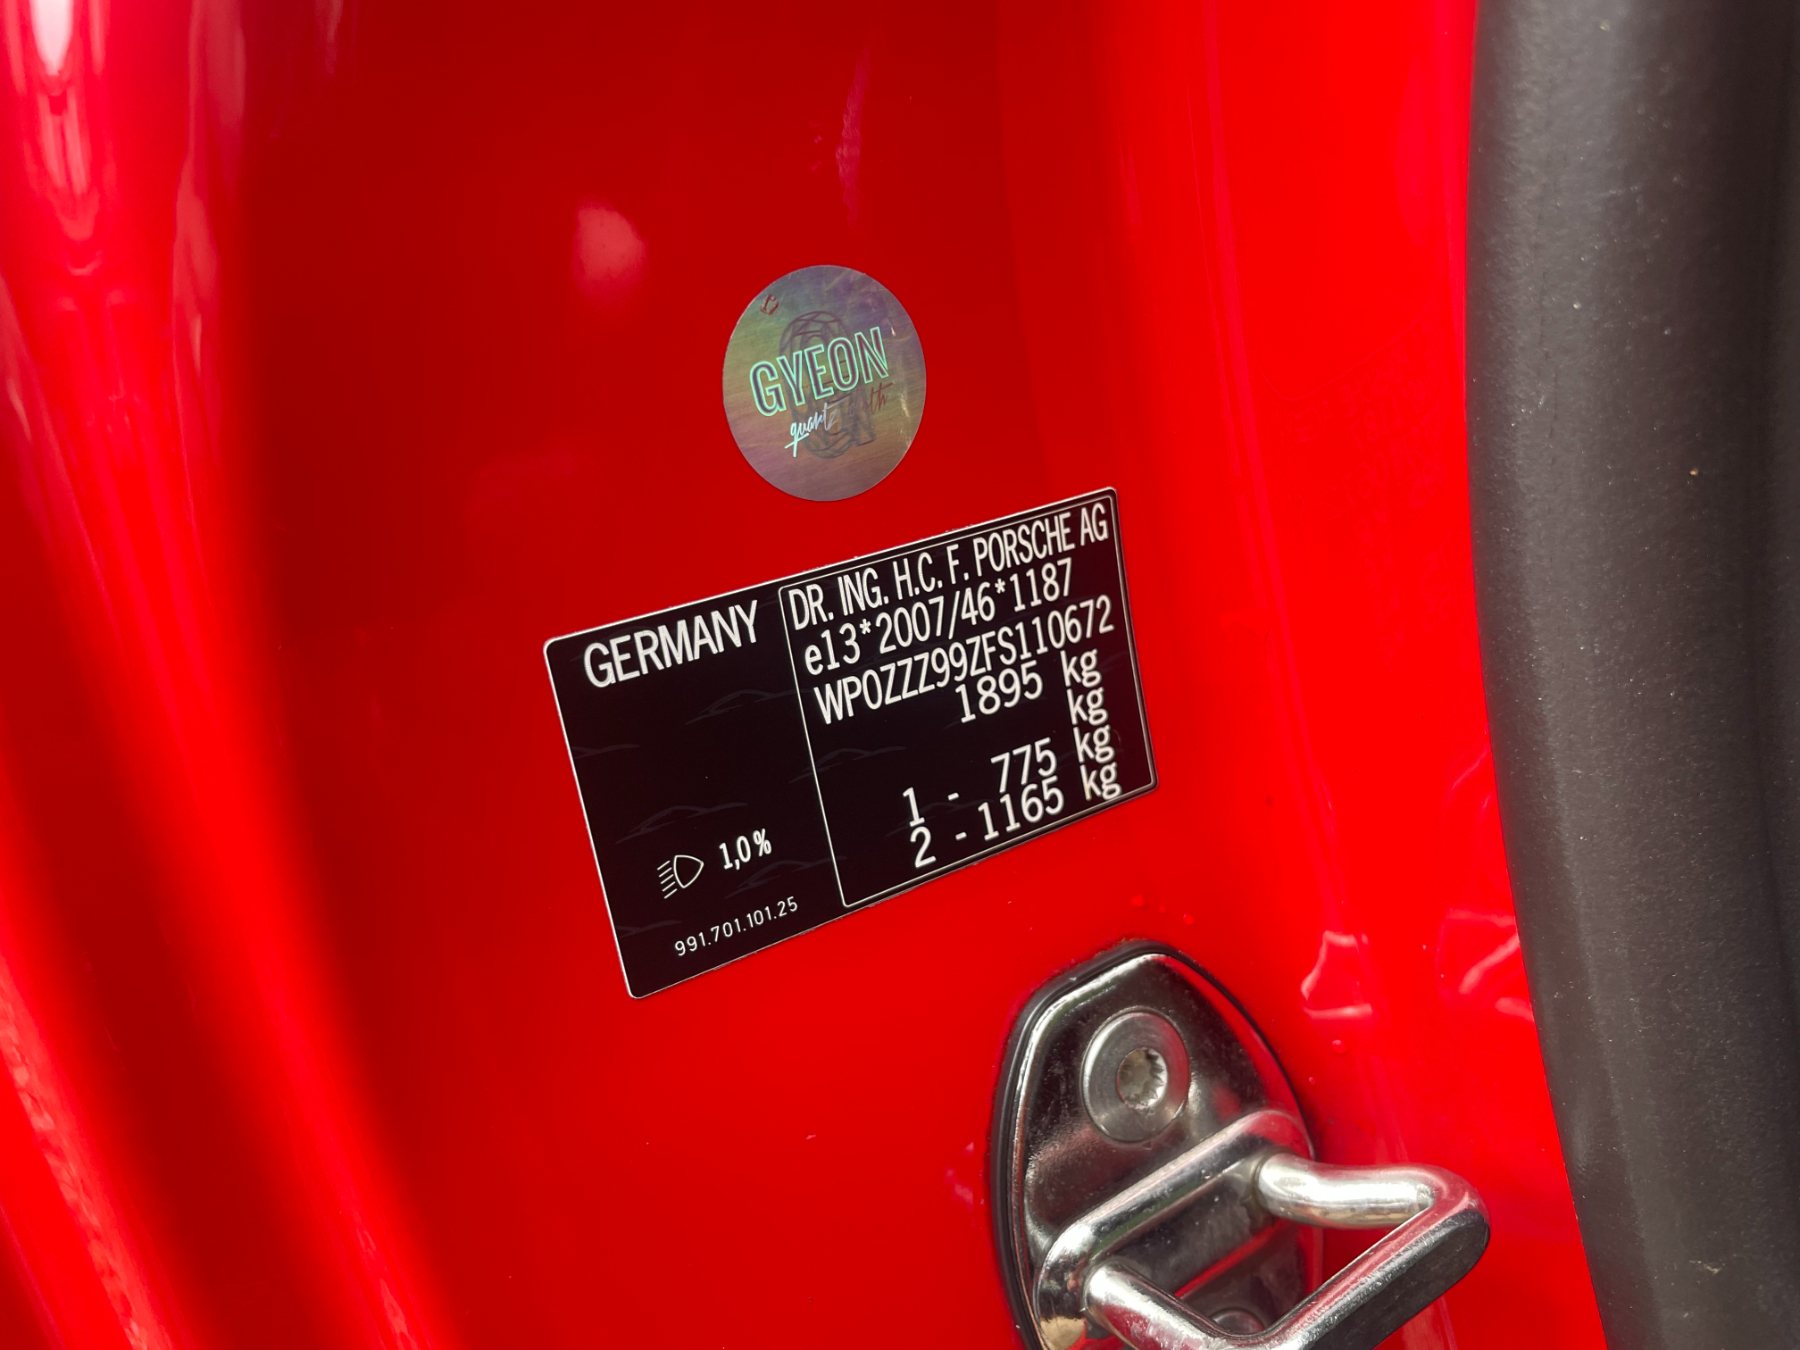 GYEON
quartz
GERMANY
DR. ING. H.C. F. PORSCHE AG
e13*2007/46*1187
WP0ZZZ99ZFS110672
1895 kg
kg
1 - 775 kg
2 - 1165 kg
1,0%
991.701.101.25